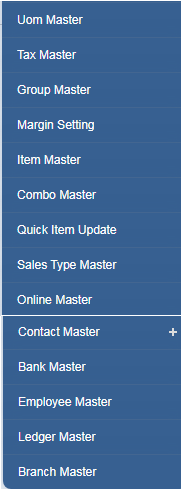 Uom Master
Tax Master
Group Master
Margin Setting
Item Master
Combo Master
Quick Item Update
Sales Type Master
Online Master
Contact Master +
Bank Master
Employee Master
Ledger Master
Branch Master